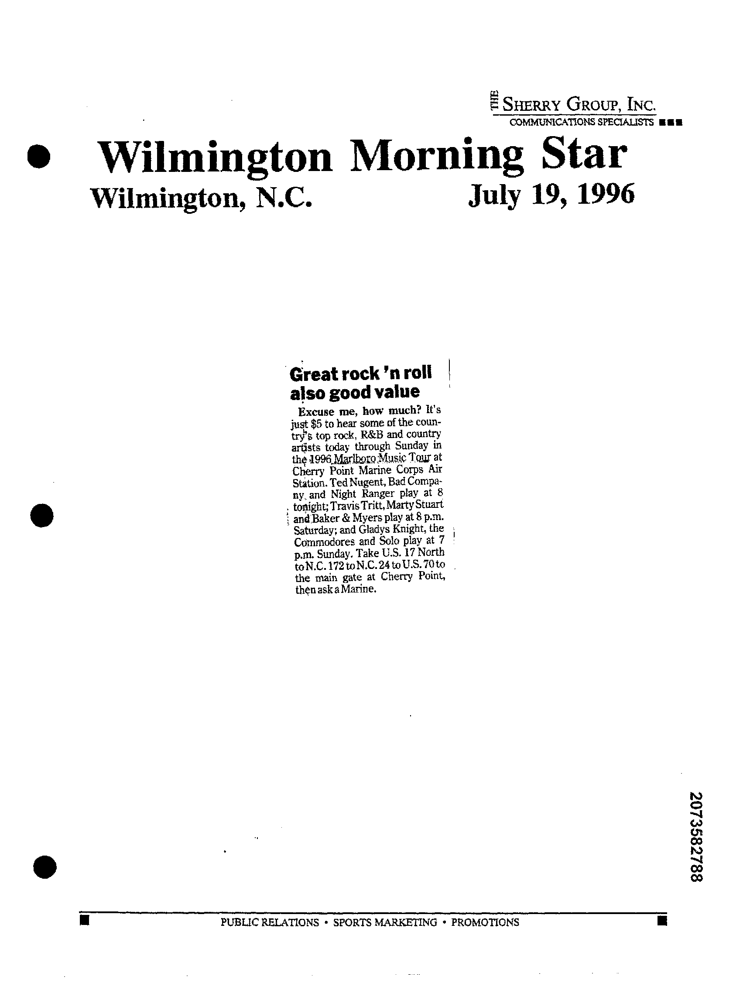 THE SHERRY GROUP, INC.
COMMUNICATIONS SPECIALISTS
Wilmington Morning Star
Wilmington, N.C. July 19, 1996
Great rock 'n roll
also good value
Excuse me, how much? It's
just $5 to hear some of the coun-
try's top rock, R&B and country
artists today through Sunday in
the 1996 Marlboro Music Tour at
Cherry Point Marine Corps Air
Station. Ted Nugent, Bad Compa-
ny and Night Ranger play at 8
tonight; Travis Tritt, Marty Stuart
and Baker & Myers play at 8 p.m.
Saturday; and Gladys Knight, the
Commodores and Solo play at 7
p.m. Sunday. Take U.S. 17 North
to N.C. 172 to N.C. 24 to U.S. 70 to
the main gate at Cherry Point,
then ask a Marine.
2073582788
PUBLIC RELATIONS • SPORTS MARKETING • PROMOTIONS